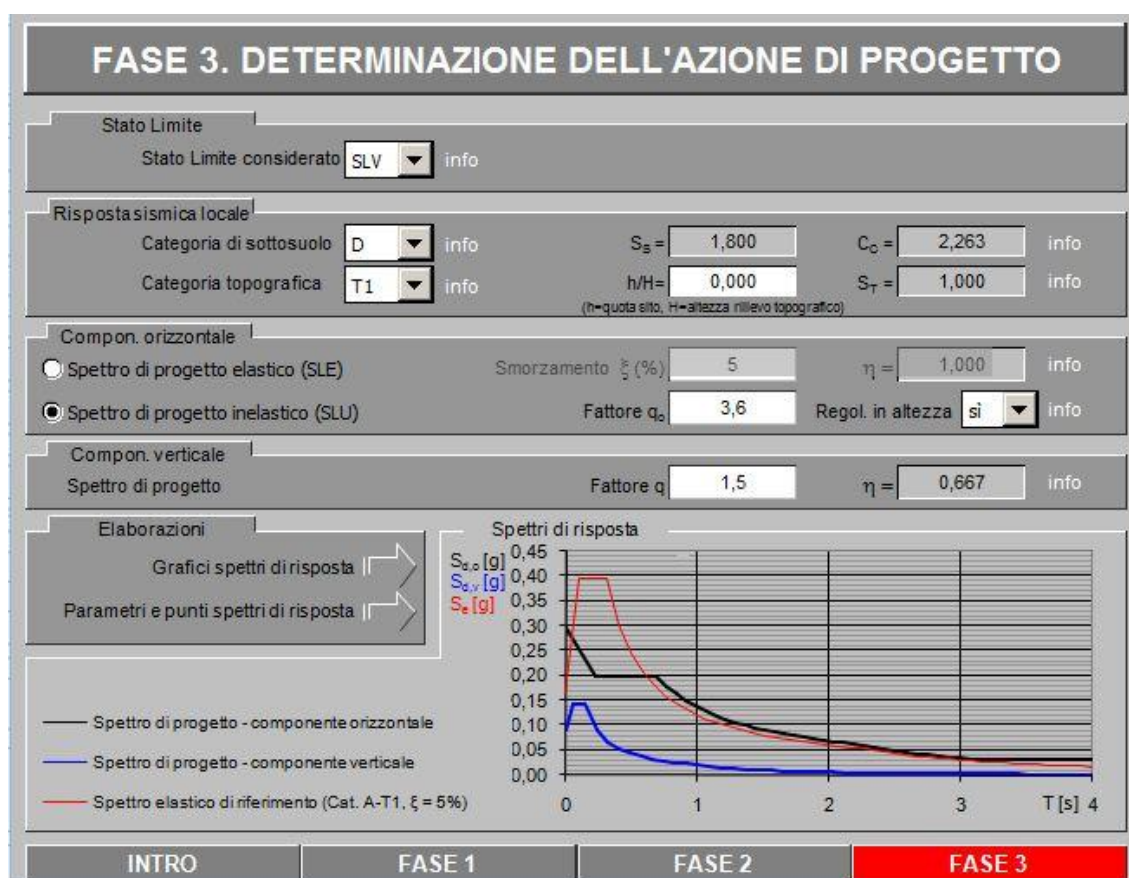 FASE 3. DETERMINAZIONE DELL'AZIONE DI PROGETTO
Stato Limite
Stato Limite considerato SLV info
Risposta sismica locale
Categoria di sottosuolo D info S_S = 1,800 C_C = 2,263 info
Categoria topografica T1 info h/H= 0,000 S_T = 1,000 info
(h=quota sito, H=altezza rilievo topografico)
Compon. orizzontale
Spettro di progetto elastico (SLE) Smorzamento ξ (%) 5 η = 1,000 info
Spettro di progetto inelastico (SLU) Fattore q_o 3,6 Regol. in altezza sì info
Compon. verticale
Spettro di progetto Fattore q 1,5 η = 0,667 info
Elaborazioni
Grafici spettri di risposta
Parametri e punti spettri di risposta
Spettri di risposta
S_d,o [g]
S_d,v [g]
S_e [g]
0,45
0,40
0,35
0,30
0,25
0,20
0,15
0,10
0,05
0,00
0 1 2 3 T [s] 4
Spettro di progetto - componente orizzontale
Spettro di progetto - componente verticale
Spettro elastico di riferimento (Cat. A-T1, ξ = 5%)
INTRO FASE 1 FASE 2 FASE 3